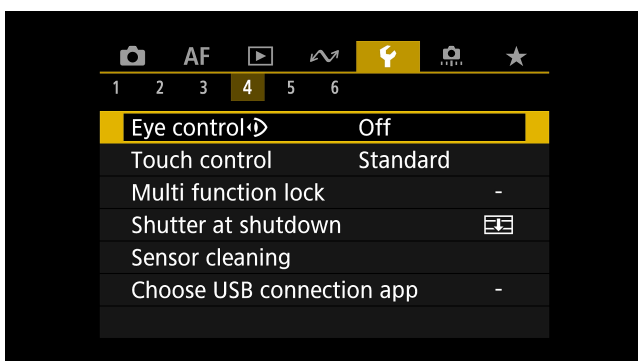 AF
1 2 3 4 5 6
Eye control Off
Touch control Standard
Multi function lock -
Shutter at shutdown
Sensor cleaning
Choose USB connection app -